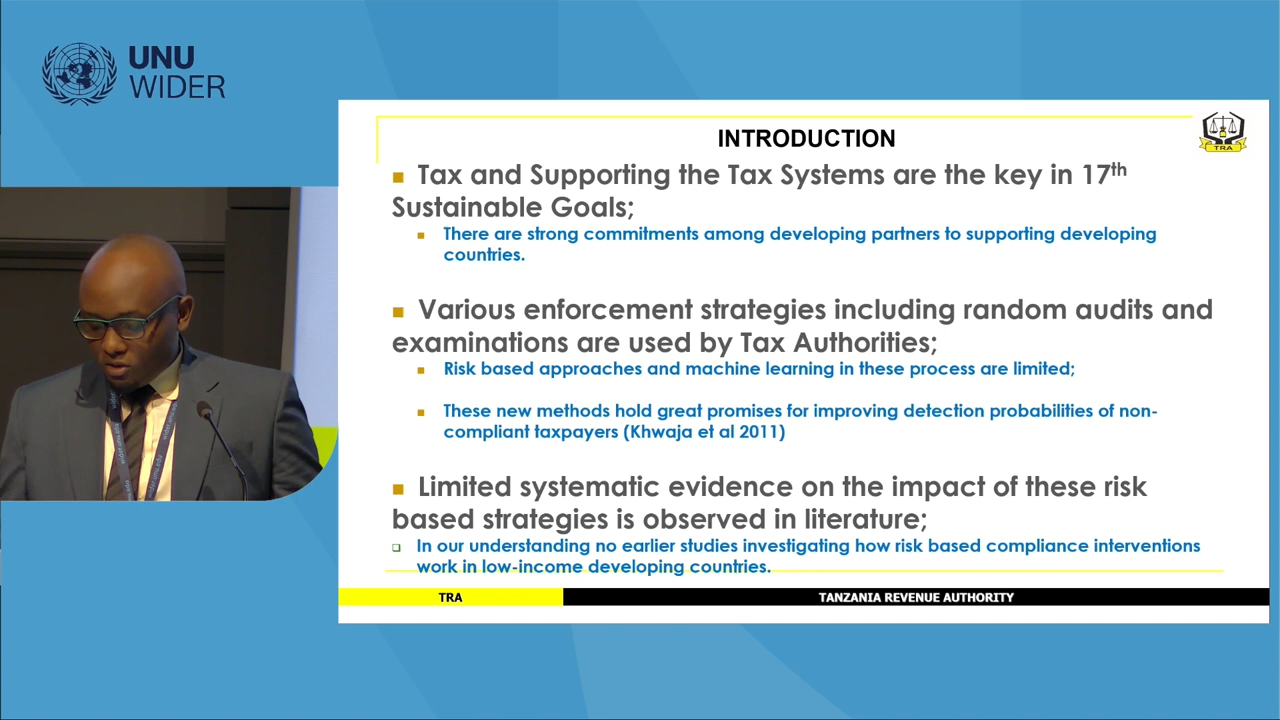 UNU
WIDER
INTRODUCTION
TRA
■ Tax and Supporting the Tax Systems are the key in 17th
Sustainable Goals;
■ There are strong commitments among developing partners to supporting developing
countries.
■ Various enforcement strategies including random audits and
examinations are used by Tax Authorities;
■ Risk based approaches and machine learning in these process are limited;
■ These new methods hold great promises for improving detection probabilities of non-
compliant taxpayers (Khwaja et al 2011)
■ Limited systematic evidence on the impact of these risk
based strategies is observed in literature;
❑ In our understanding no earlier studies investigating how risk based compliance interventions
work in low-income developing countries.
TRA
TANZANIA REVENUE AUTHORITY